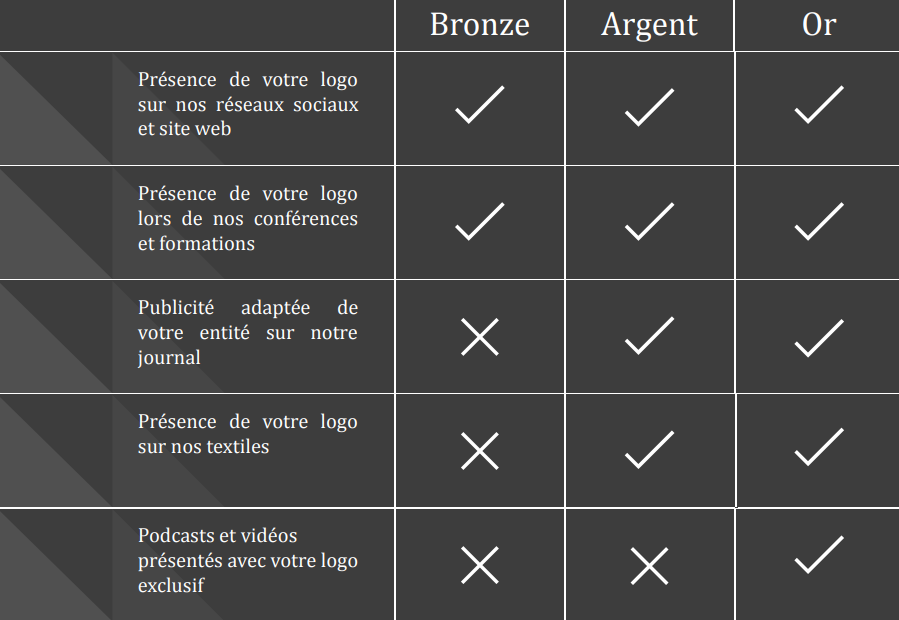 Bronze Argent Or
Présence de votre logo
sur nos réseaux sociaux
et site web
Présence de votre logo
lors de nos conférences
et formations
Publicité adaptée de
votre entité sur notre
journal
Présence de votre logo
sur nos textiles
Podcasts et vidéos
présentés avec votre logo
exclusif